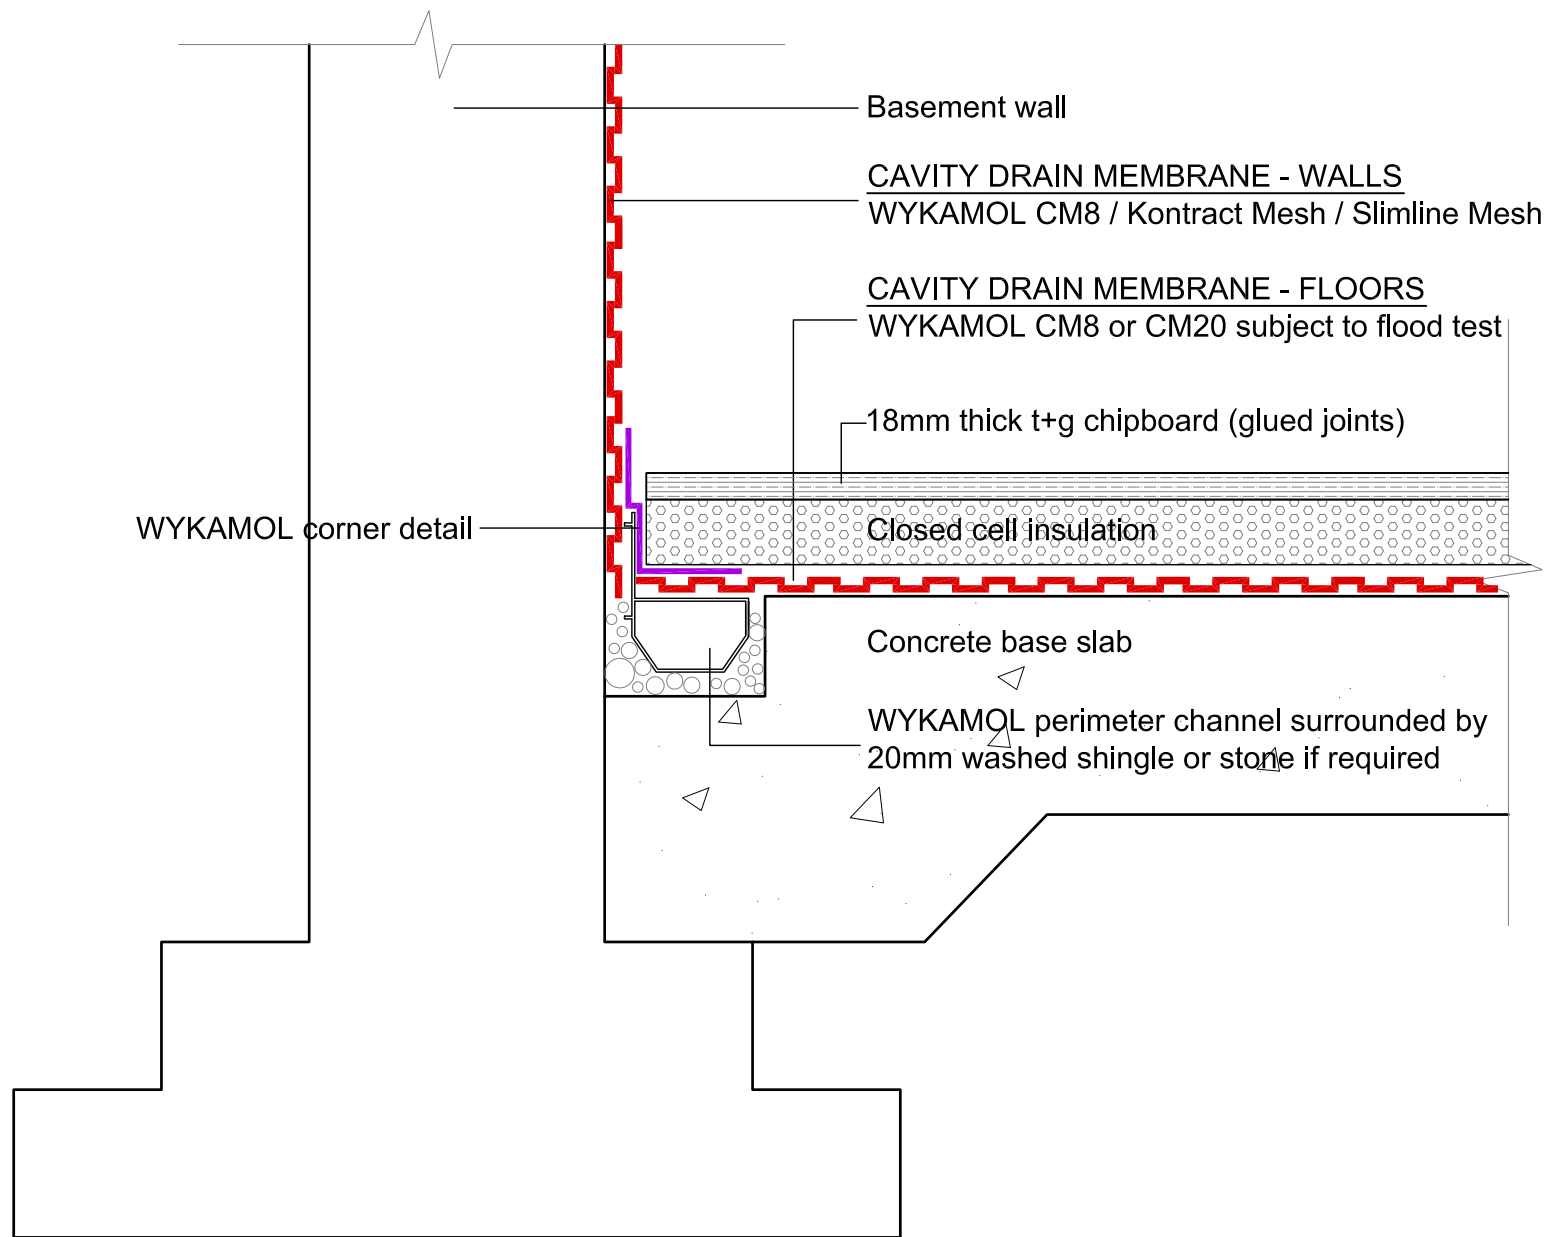 Basement wall
CAVITY DRAIN MEMBRANE - WALLS
WYKAMOL CM8 / Kontract Mesh / Slimline Mesh
CAVITY DRAIN MEMBRANE - FLOORS
WYKAMOL CM8 or CM20 subject to flood test
18mm thick t+g chipboard (glued joints)
WYKAMOL corner detail
Closed cell insulation
Concrete base slab
WYKAMOL perimeter channel surrounded by
20mm washed shingle or stone if required